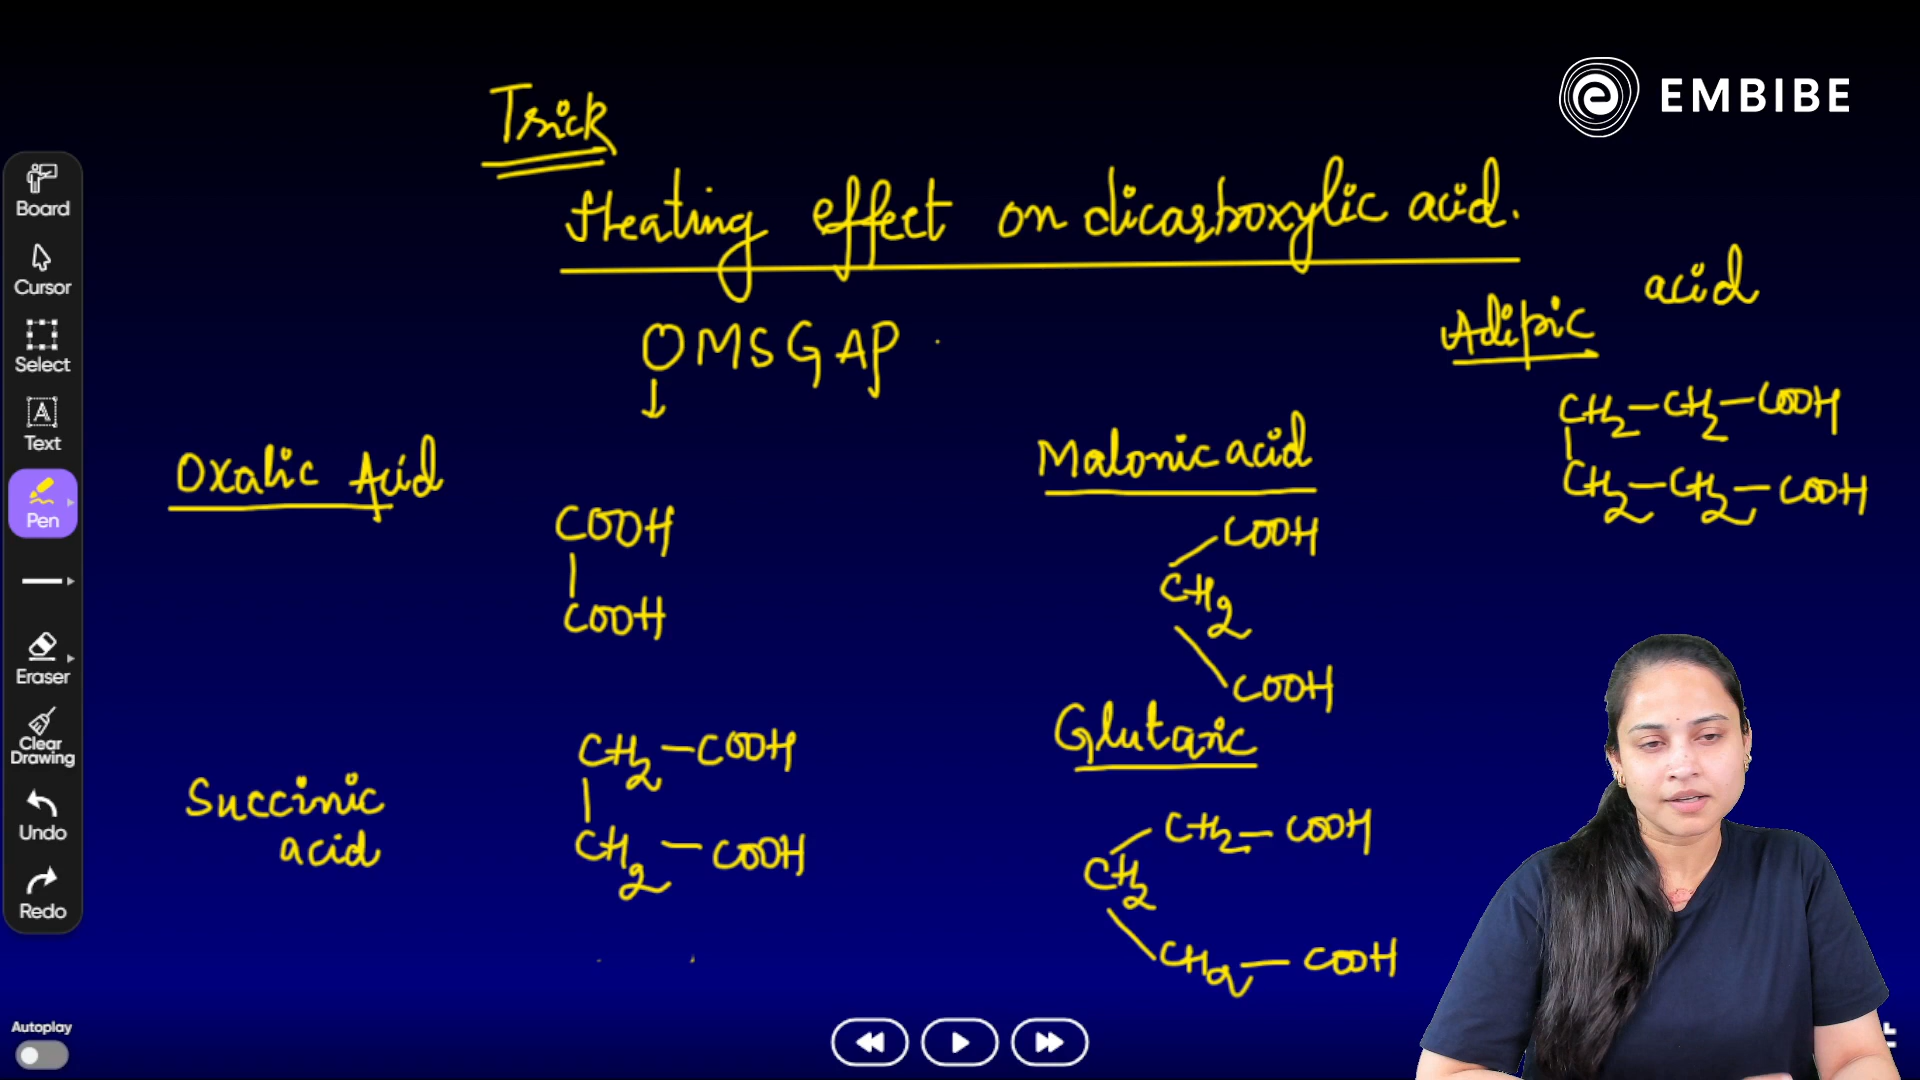 EMBIBE
Trick
Heating effect on dicarboxylic acid.
OMSGAP
acid
Adipic
CH2-CH2-COOH
CH2-CH2-COOH
Oxalic Acid
COOH
COOH
Malonic acid
COOH
CH2
COOH
Succinic
acid
CH2-COOH
CH2-COOH
Glutaric
CH2-COOH
CH2
CH2-COOH
Board
Cursor
Select
Text
Pen
Eraser
Clear
Drawing
Undo
Redo
Autoplay